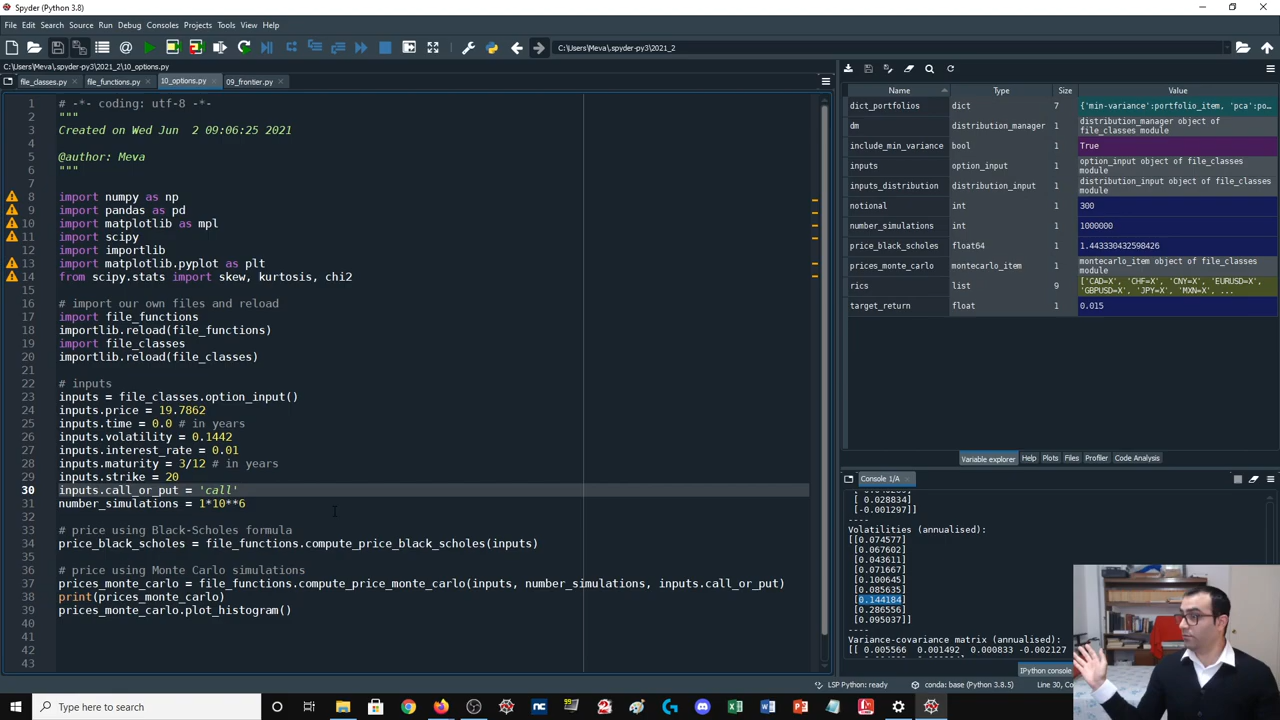 Spyder (Python 3.8)
File Edit Search Source Run Debug Consoles Projects Tools View Help
C:\Users\Meva\.spyder-py3\2021_2
C:\Users\Meva\.spyder-py3\2021_2\10_options.py
file_classes.py file_functions.py 10_options.py 09_frontier.py
1 # -*- coding: utf-8 -*-
2 """
3 Created on Wed Jun  2 09:06:25 2021
4
5 @author: Meva
6 """
7
8 import numpy as np
9 import pandas as pd
10 import matplotlib as mpl
11 import scipy
12 import importlib
13 import matplotlib.pyplot as plt
14 from scipy.stats import skew, kurtosis, chi2
15
16 # import our own files and reload
17 import file_functions
18 importlib.reload(file_functions)
19 import file_classes
20 importlib.reload(file_classes)
21
22 # inputs
23 inputs = file_classes.option_input()
24 inputs.price = 19.7862
25 inputs.time = 0.0 # in years
26 inputs.volatility = 0.1442
27 inputs.interest_rate = 0.01
28 inputs.maturity = 3/12 # in years
29 inputs.strike = 20
30 inputs.call_or_put = 'call'
31 number_simulations = 1*10**6
32
33 # price using Black-Scholes formula
34 price_black_scholes = file_functions.compute_price_black_scholes(inputs)
35
36 # price using Monte Carlo simulations
37 prices_monte_carlo = file_functions.compute_price_monte_carlo(inputs, number_simulations, inputs.call_or_put)
38 print(prices_monte_carlo)
39 prices_monte_carlo.plot_histogram()
40
41
42
43
Name Type Size Value
dict_portfolios dict 7 {'min-variance':portfolio_item, 'pca':po...
dm distribution_manager 1 distribution_manager object of
file_classes module
include_min_variance bool 1 True
inputs option_input 1 option_input object of file_classes
module
inputs_distribution distribution_input 1 distribution_input object of file_classes
module
notional int 1 300
number_simulations int 1 1000000
price_black_scholes float64 1 1.443330432598426
prices_monte_carlo montecarlo_item 1 montecarlo_item object of file_classes
module
rics list 9 ['CAD=X', 'CHF=X', 'CNY=X', 'EURUSD=X',
'GBPUSD=X', 'JPY=X', 'MXN=X', ...
target_return float 1 0.015
Variable explorer Help Plots Files Profiler Code Analysis
Console 1/A
[ 0.028834]
[-0.001297]]
----
Volatilities (annualised):
[[0.074577]
[0.067602]
[0.043611]
[0.071667]
[0.100645]
[0.085635]
[0.144184]
[0.286556]
[0.095037]]
----
Variance-covariance matrix (annualised):
[[ 0.005566  0.001492  0.000833 -0.002127
IPython console
LSP Python: ready conda: base (Python 3.8.5) Line 30,
Type here to search